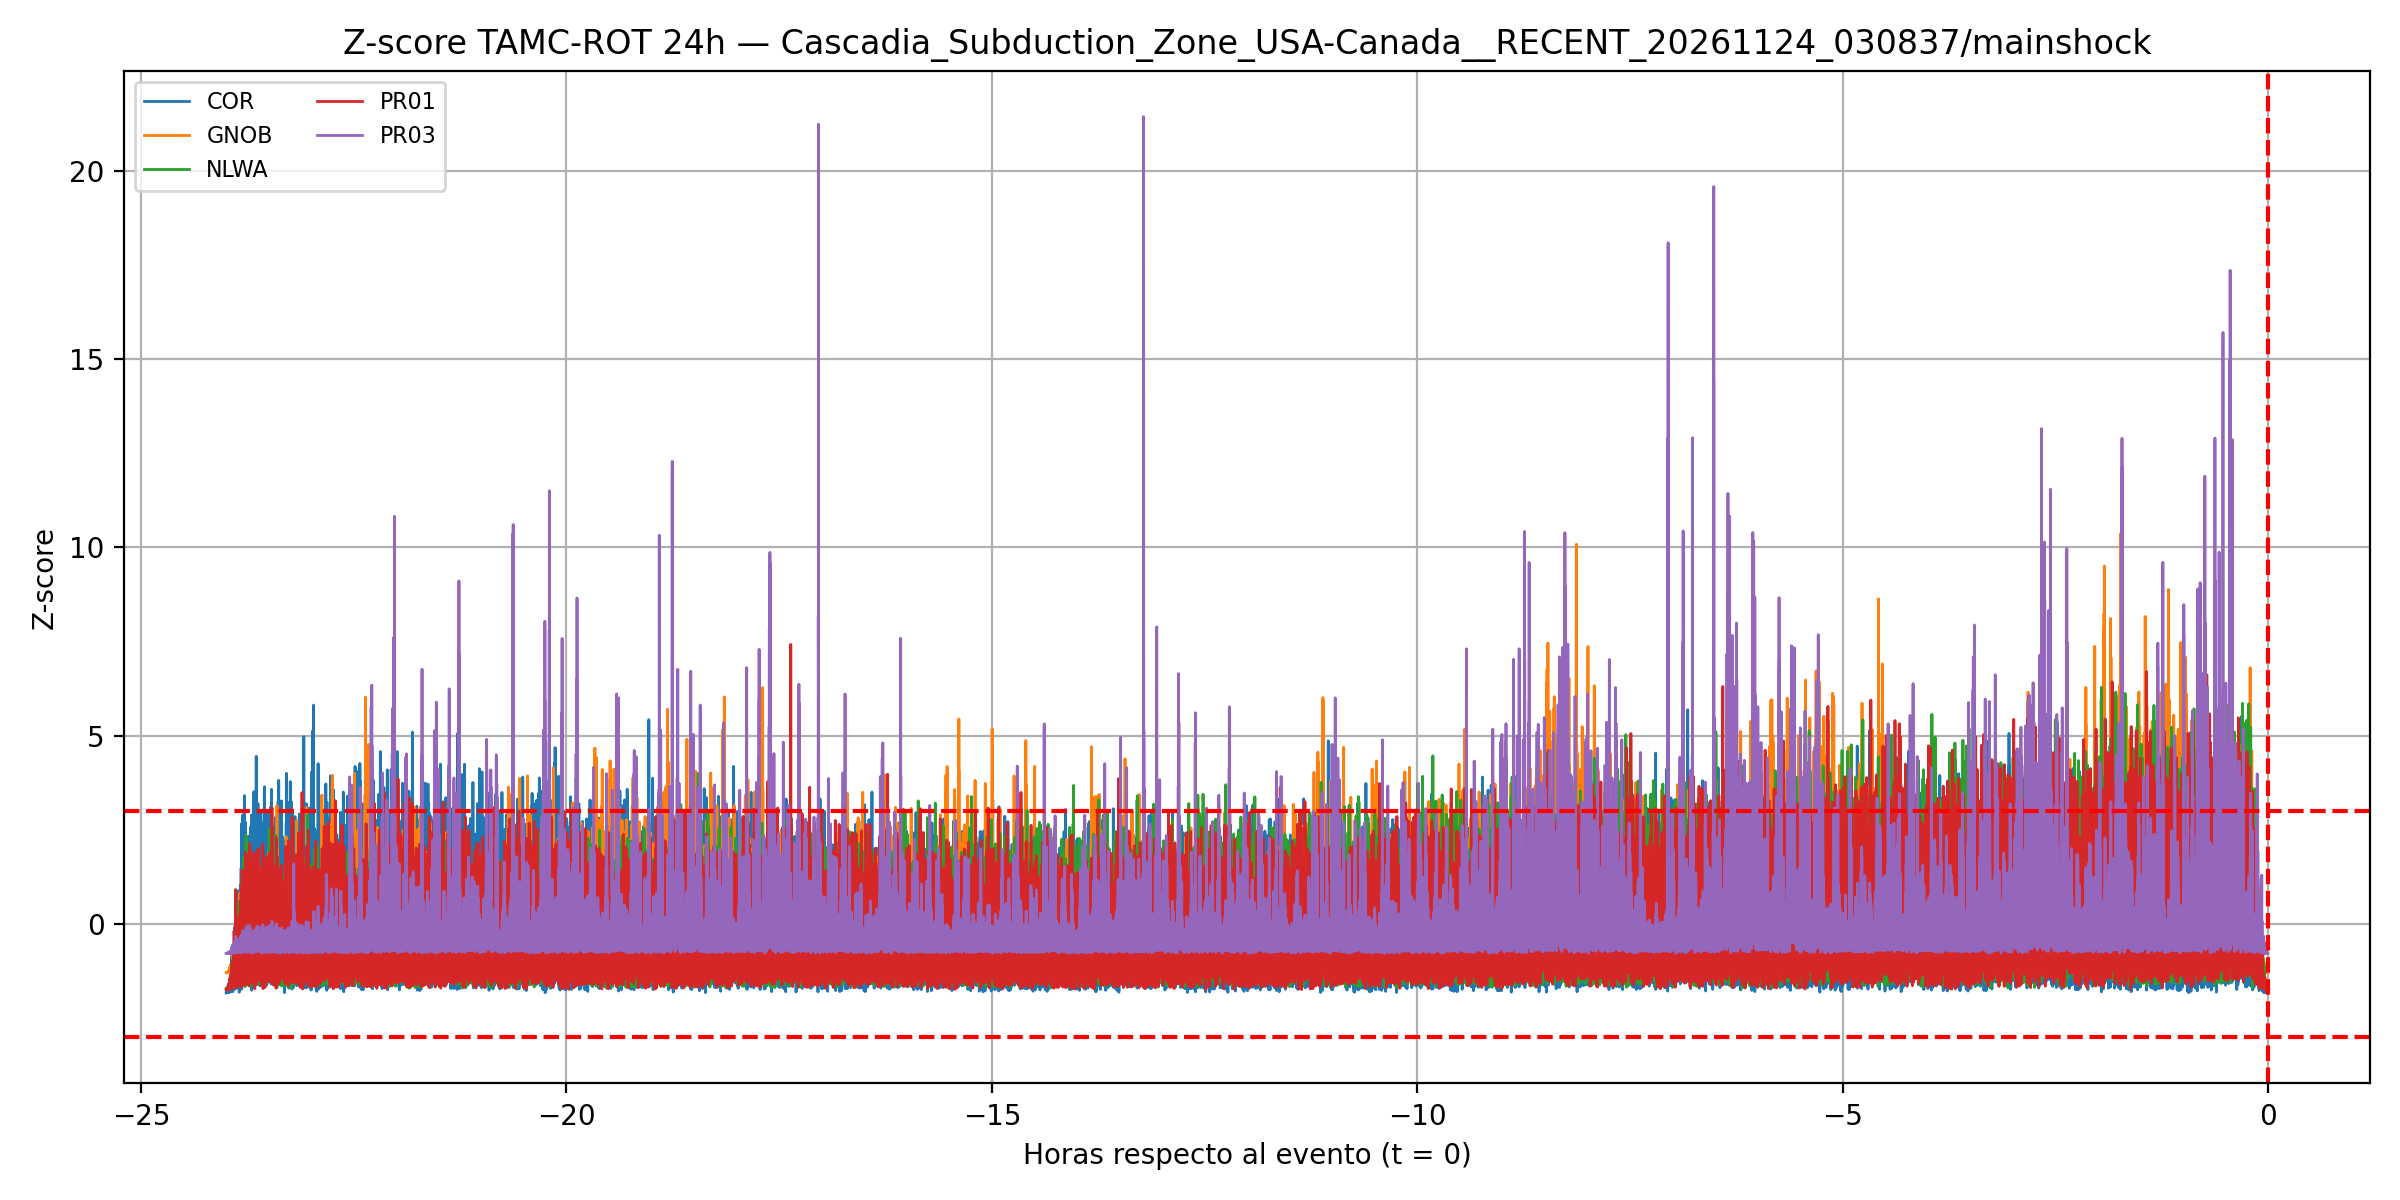 Z-score TAMC-ROT 24h — Cascadia_Subduction_Zone_USA-Canada__RECENT_20261124_030837/mainshock
COR
GNOB
NLWA
PR01
PR03
Z-score
20
15
10
5
0
−25
−20
−15
−10
−5
0
Horas respecto al evento (t = 0)